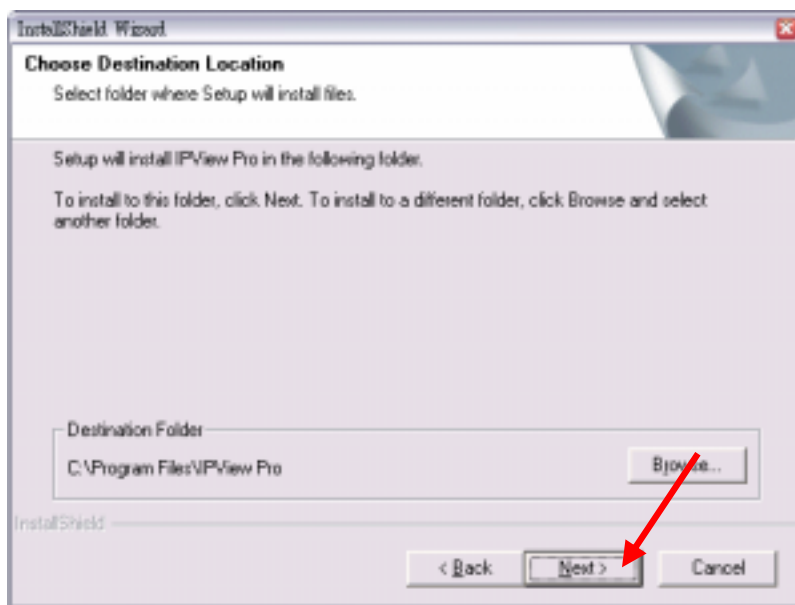 InstallShield Wizard
Choose Destination Location
Select folder where Setup will install files.
Setup will install IPView Pro in the following folder.
To install to this folder, click Next. To install to a different folder, click Browse and select
another folder.
Destination Folder
C:\Program Files\IPView Pro
Browse...
InstallShield
< Back
Next >
Cancel